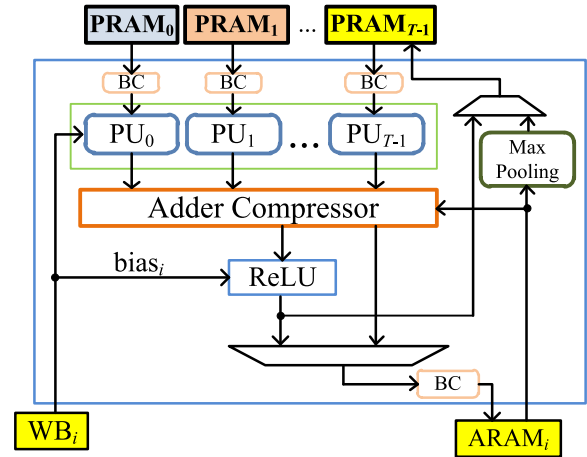 PRAM0 PRAM1 ... PRAMT-1
BC BC BC
PU0 PU1 ... PUT-1
Max
Pooling
Adder Compressor
biasi
ReLU
BC
WBi
ARAMi